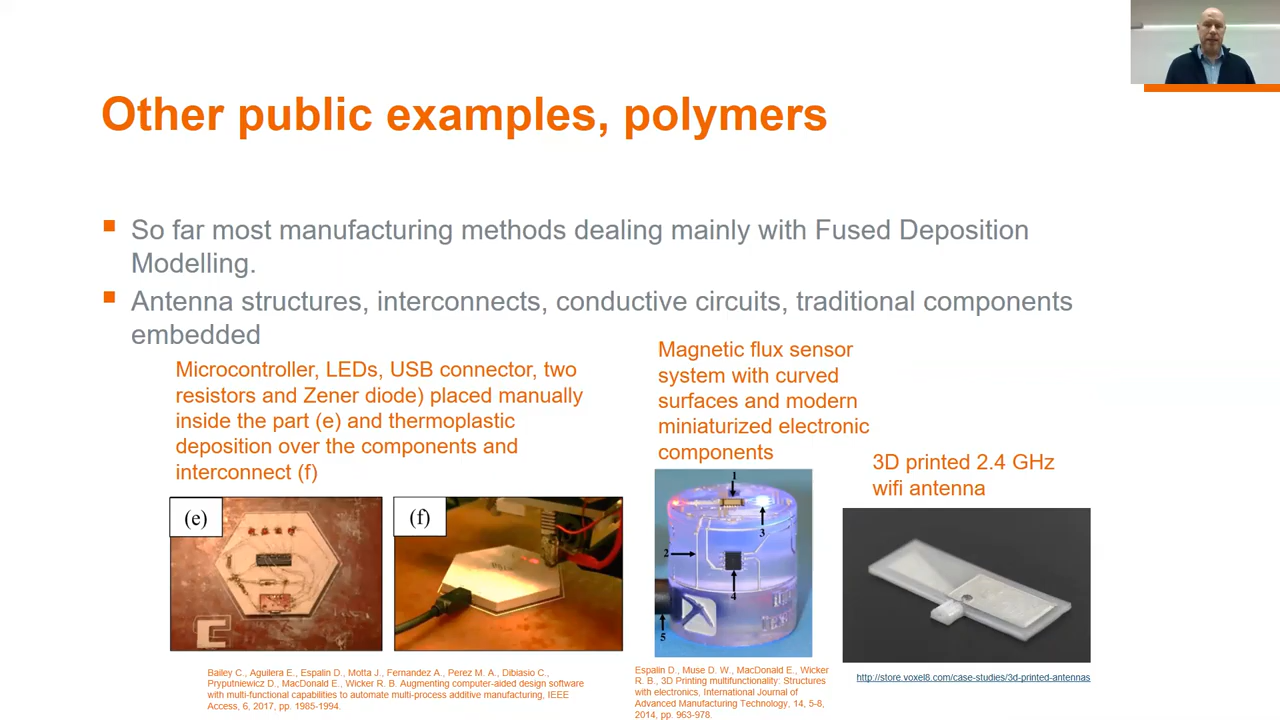 Other public examples, polymers
So far most manufacturing methods dealing mainly with Fused Deposition
Modelling.
Antenna structures, interconnects, conductive circuits, traditional components
embedded
Microcontroller, LEDs, USB connector, two
resistors and Zener diode) placed manually
inside the part (e) and thermoplastic
deposition over the components and
interconnect (f)
(e)
(f)
Magnetic flux sensor
system with curved
surfaces and modern
miniaturized electronic
components
1
2
3
4
5
3D printed 2.4 GHz
wifi antenna
Bailey C., Aguilera E., Espalin D., Motta J., Fernandez A., Perez M. A., Dibiasio C.,
Pryputniewicz D., MacDonald E., Wicker R. B. Augmenting computer-aided design software
with multi-functional capabilities to automate multi-process additive manufacturing, IEEE
Access, 6, 2017, pp. 1985-1994.
Espalin D., Muse D. W., MacDonald E., Wicker
R. B., 3D Printing multifunctionality: Structures
with electronics, International Journal of
Advanced Manufacturing Technology, 14, 5-8,
2014, pp. 963-978.
http://store.voxel8.com/case-studies/3d-printed-antennas